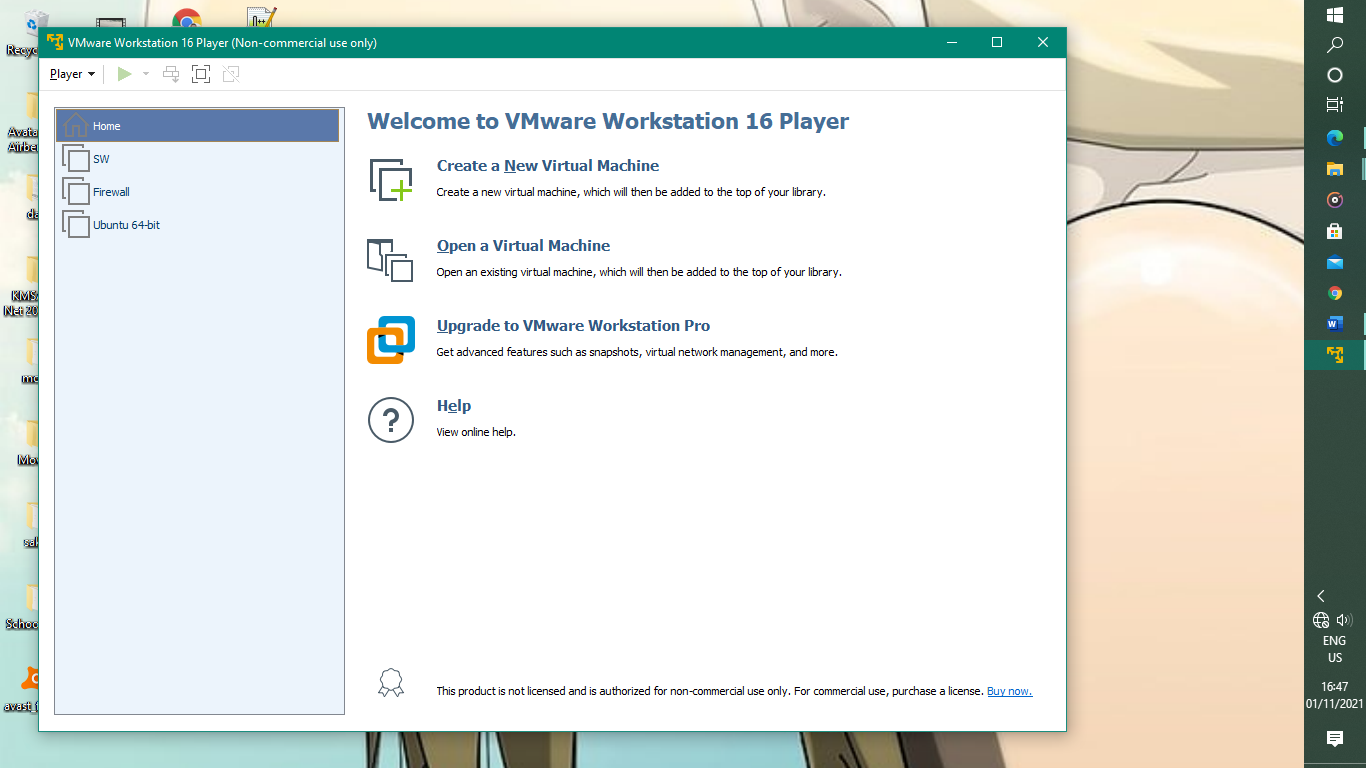 VMware Workstation 16 Player (Non-commercial use only)
Player
Home
SW
Firewall
Ubuntu 64-bit
Welcome to VMware Workstation 16 Player
Create a New Virtual Machine
Create a new virtual machine, which will then be added to the top of your library.
Open a Virtual Machine
Open an existing virtual machine, which will then be added to the top of your library.
Upgrade to VMware Workstation Pro
Get advanced features such as snapshots, virtual network management, and more.
Help
View online help.
This product is not licensed and is authorized for non-commercial use only. For commercial use, purchase a license. Buy now.
ENG
US
16:47
01/11/2021